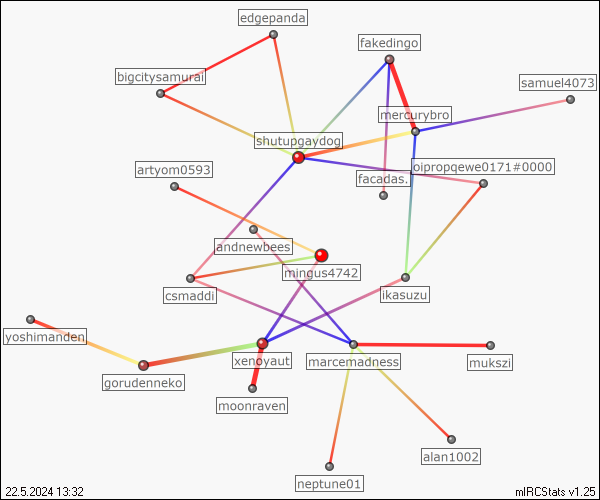 edgepanda
fakedingo
bigcitysamurai
samuel4073
mercurybro
shutupgaydog
artyom0593
oipropqewe0171#0000
facadas.
andnewbees
mingus4742
csmaddi
ikasuzu
yoshimanden
xenoyaut
marcemadness
mukszi
gorudenneko
moonraven
alan1002
neptune01
22.5.2024 13:32
mIRCStats v1.25